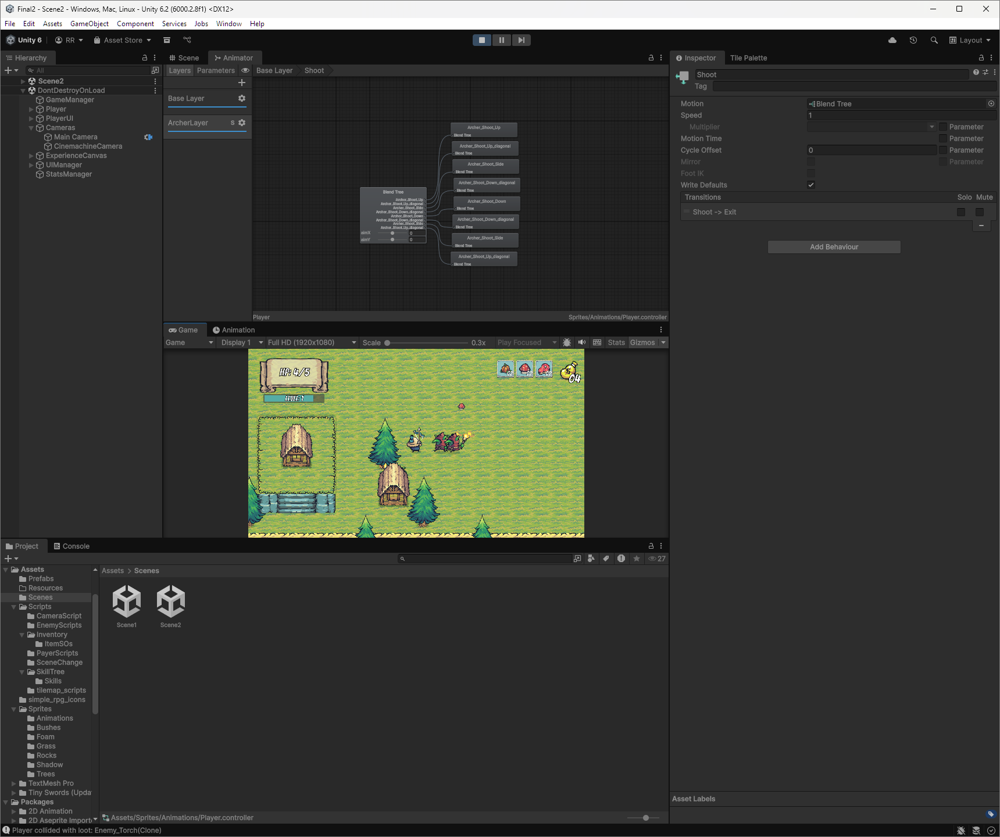 Final2 - Scene2 - Windows, Mac, Linux - Unity 6.2 (6000.2.8f1) <DX12>
File Edit Assets GameObject Component Services Jobs Window Help
Unity 6 RR Asset Store Layout
Hierarchy
All
Scene2
DontDestroyOnLoad
GameManager
Player
PlayerUI
Cameras
Main Camera
CinemachineCamera
ExperienceCanvas
UIManager
StatsManager
Scene Animator
Layers Parameters Base Layer Shoot
Base Layer
ArcherLayer S
Archer_Shoot_Up
Blend Tree
Archer_Shoot_Up_diagonal
Blend Tree
Archer_Shoot_Side
Blend Tree
Archer_Shoot_Down_diagonal
Blend Tree
Archer_Shoot_Down
Blend Tree
Archer_Shoot_Down_diagonal
Blend Tree
Archer_Shoot_Side
Blend Tree
Archer_Shoot_Up_diagonal
Blend Tree
Blend Tree
Archer_Shoot_Up
Archer_Shoot_Up_diagonal
Archer_Shoot_Side
Archer_Shoot_Down_diagonal
Archer_Shoot_Down
Archer_Shoot_Down_diagonal
Archer_Shoot_Side
Archer_Shoot_Up_diagonal
aimX 0
aimY 0
Player Sprites/Animations/Player.controller
Game Animation
Game Display 1 Full HD (1920x1080) Scale 0.3x Play Focused Stats Gizmos
HP: 4/5
LEVEL: 1
02 02 02 04
Inspector Tile Palette
Shoot
Tag
Motion Blend Tree
Speed 1
Multiplier Parameter
Motion Time Parameter
Cycle Offset 0 Parameter
Mirror Parameter
Foot IK
Write Defaults
Transitions Solo Mute
Shoot -> Exit
Add Behaviour
Asset Labels
Project Console
27
Assets
Prefabs
Resources
Scenes
Scripts
CameraScript
EnemyScripts
Inventory
ItemSOs
PayerScripts
SceneChange
SkillTree
Skills
tilemap_scripts
simple_rpg_icons
Sprites
Animations
Bushes
Foam
Grass
Rocks
Shadow
Trees
TextMesh Pro
Tiny Swords (Upda
Packages
2D Animation
2D Aseprite Import
Assets > Scenes
Scene1 Scene2
Assets/Sprites/Animations/Player.controller
Player collided with loot: Enemy_Torch(Clone)